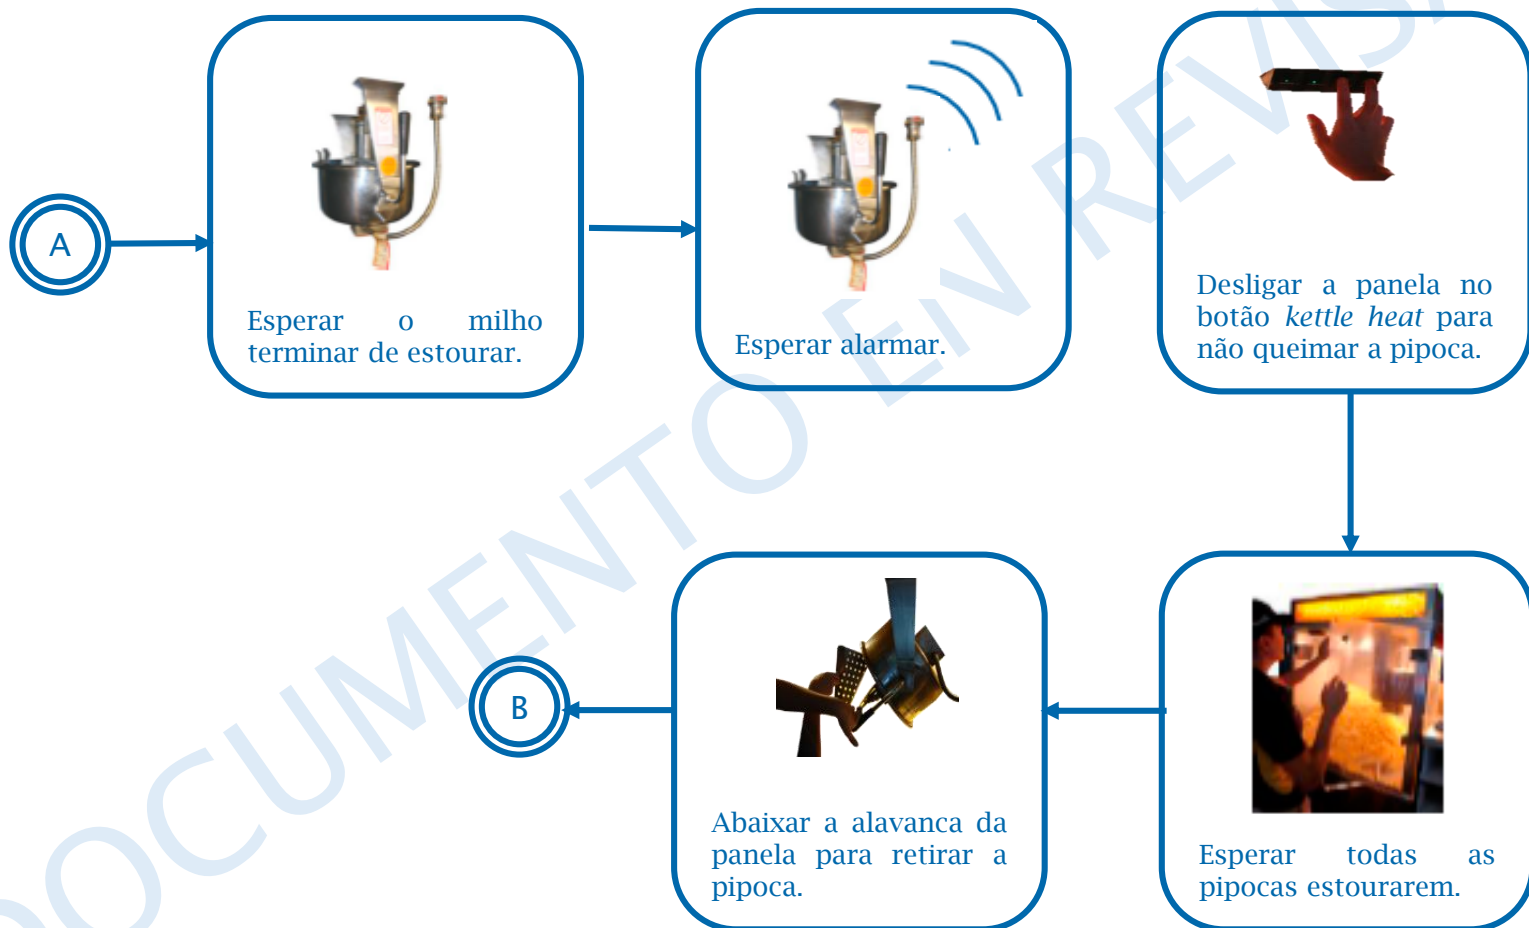 A
Esperar o milho
terminar de estourar.
Esperar alarmar.
Desligar a panela no
botão kettle heat para
não queimar a pipoca.
Esperar todas as
pipocas estourarem.
Abaixar a alavanca da
panela para retirar a
pipoca.
B
DOCUMENTO EN REVIS